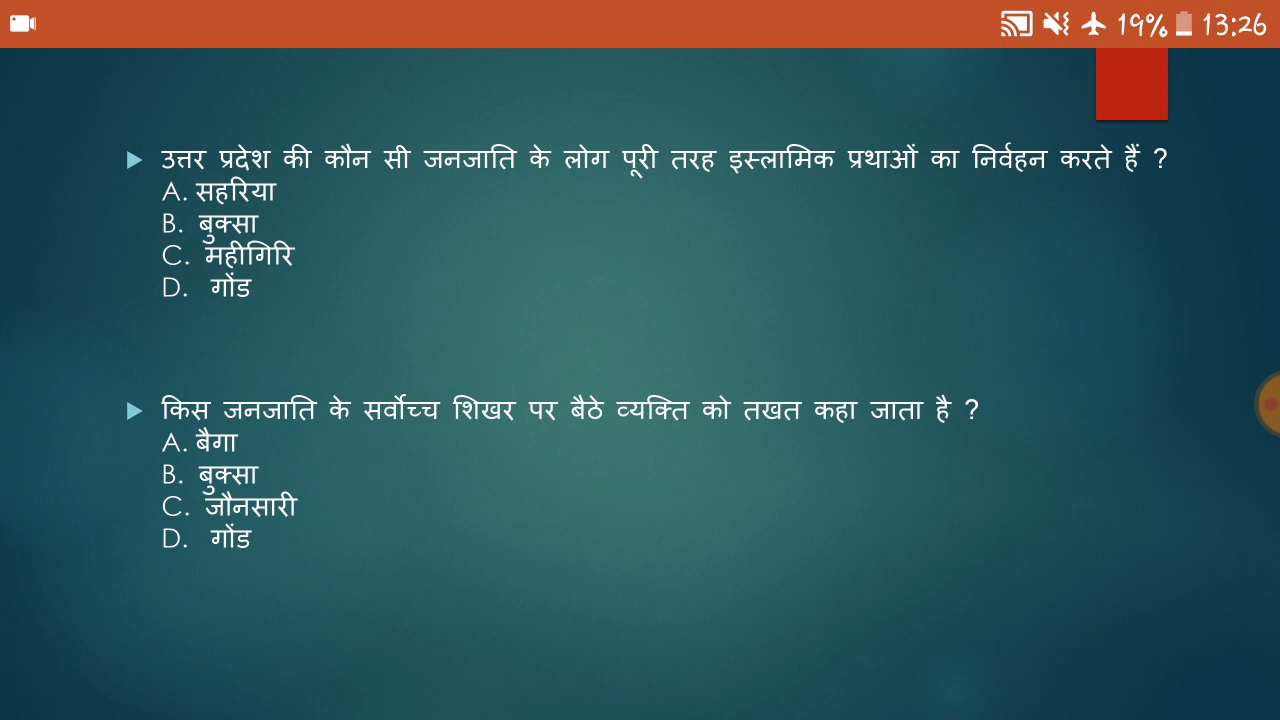 19% 13:26
उत्तर प्रदेश की कौन सी जनजाति के लोग पूरी तरह इस्लामिक प्रथाओं का निर्वहन करते हैं ?
A. सहरिया
B. बुक्सा
C. महीगिरि
D. गोंड
किस जनजाति के सर्वोच्च शिखर पर बैठे व्यक्ति को तखत कहा जाता है ?
A. बैगा
B. बुक्सा
C. जौनसारी
D. गोंड